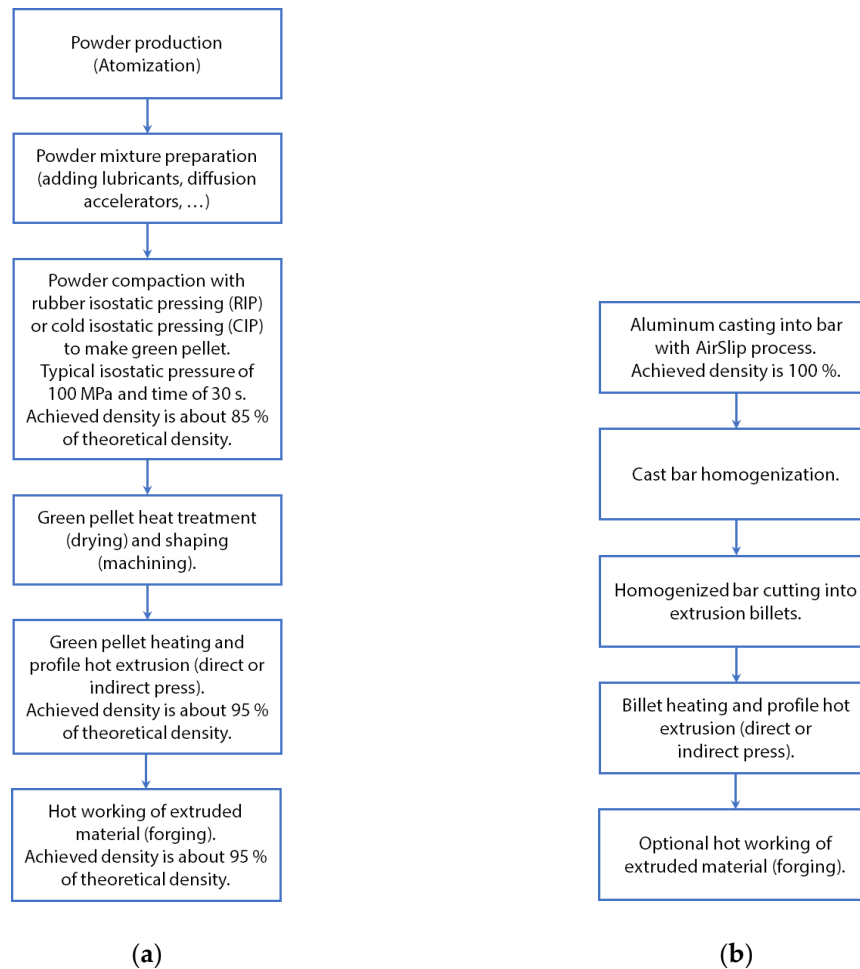 Powder production
(Atomization)
Powder mixture preparation
(adding lubricants, diffusion
accelerators, …)
Powder compaction with
rubber isostatic pressing (RIP)
or cold isostatic pressing (CIP)
to make green pellet.
Typical isostatic pressure of
100 MPa and time of 30 s.
Achieved density is about 85 %
of theoretical density.
Green pellet heat treatment
(drying) and shaping
(machining).
Green pellet heating and
profile hot extrusion (direct or
indirect press).
Achieved density is about 95 %
of theoretical density.
Hot working of extruded
material (forging).
Achieved density is about 95 %
of theoretical density.
(a)
Aluminum casting into bar
with AirSlip process.
Achieved density is 100 %.
Cast bar homogenization.
Homogenized bar cutting into
extrusion billets.
Billet heating and profile hot
extrusion (direct or
indirect press).
Optional hot working of
extruded material (forging).
(b)